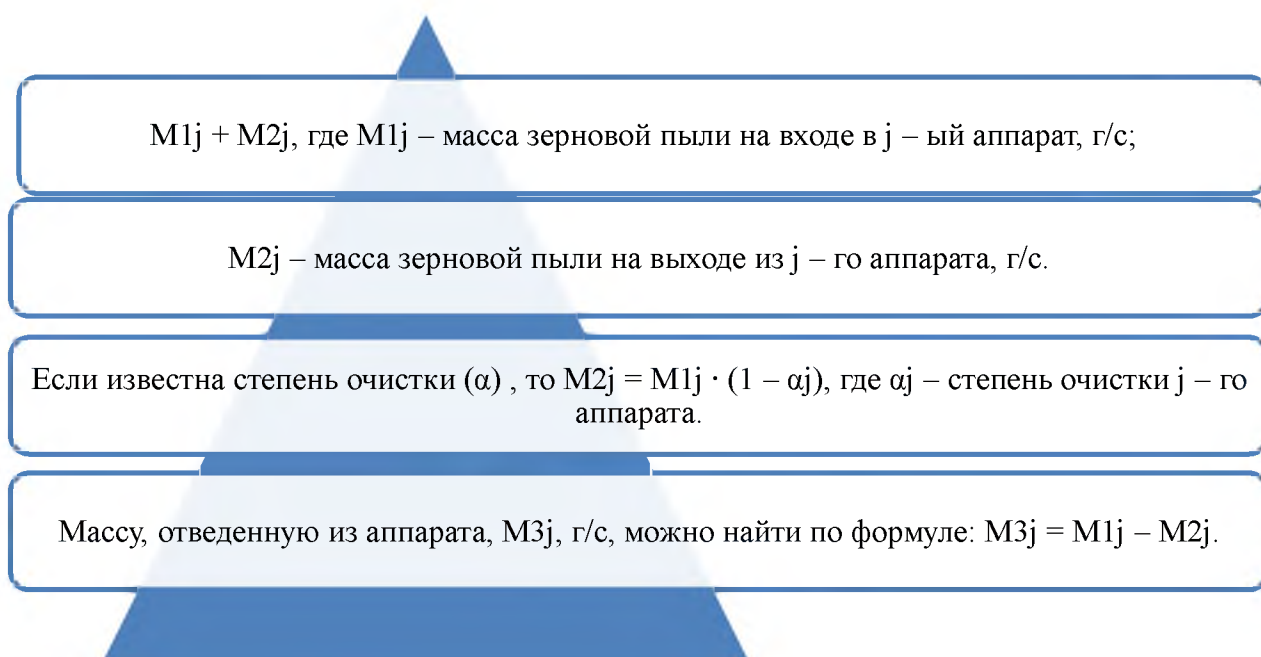 M1j + M2j, где M1j – масса зерновой пыли на входе в j – ый аппарат, г/с;
M2j – масса зерновой пыли на выходе из j – го аппарата, г/с.
Если известна степень очистки (α) , то M2j = M1j · (1 – αj), где αj – степень очистки j – го
аппарата.
Массу, отведенную из аппарата, M3j, г/с, можно найти по формуле: M3j = M1j – M2j.